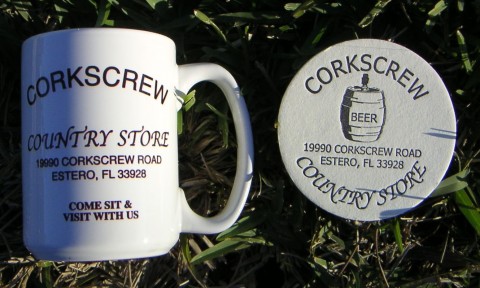 CORKSCREW
COUNTRY STORE
19990 CORKSCREW ROAD
ESTERO, FL 33928
COME SIT &
VISIT WITH US
CORKSCREW
BEER
19990 CORKSCREW ROAD
ESTERO, FL 33928
COUNTRY STORE